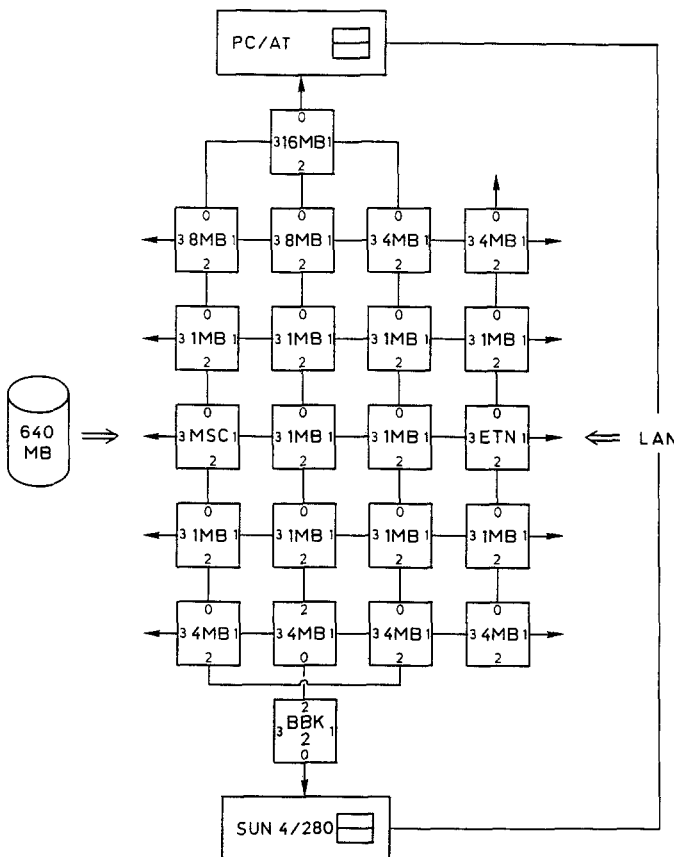 PC/AT
0
3 16MB 1
2
0 0 0 0
3 8MB 1 3 8MB 1 3 4MB 1 3 4MB 1
2 2 2 2
0 0 0 0
3 1MB 1 3 1MB 1 3 1MB 1 3 1MB 1
2 2 2 2
0 0 0 0
640 MB
3 MSC 1 3 1MB 1 3 1MB 1 3 ETN 1
LAN
2 2 2 2
0 0 0 0
3 1MB 1 3 1MB 1 3 1MB 1 3 1MB 1
2 2 2 2
0 2 0 0
3 4MB 1 3 4MB 1 3 4MB 1 3 4MB 1
2 0 2 2
2
3 BBK 1
2
0
SUN 4/280